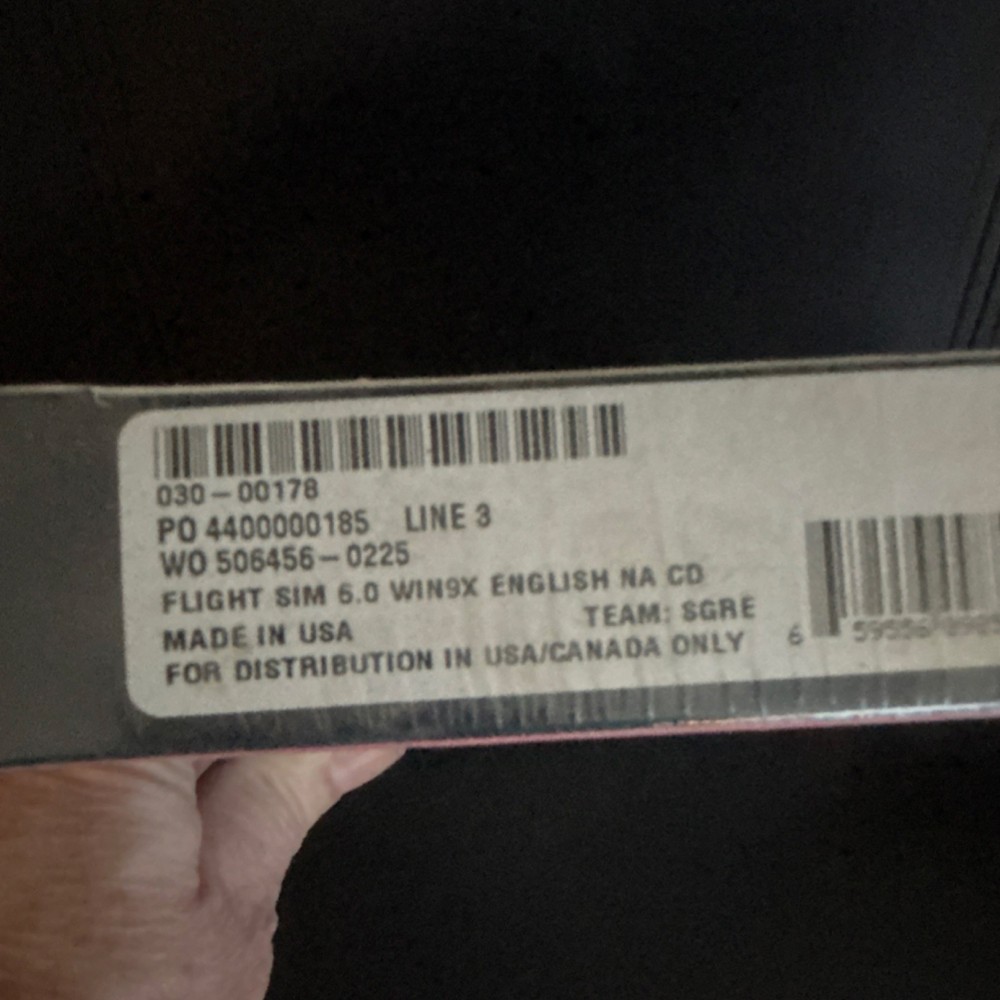 030-00178
PO 4400000185 LINE 3
WO 506456-0225
FLIGHT SIM 6.0 WIN9X ENGLISH NA CD
TEAM: SGRE
MADE IN USA
FOR DISTRIBUTION IN USA/CANADA ONLY
6